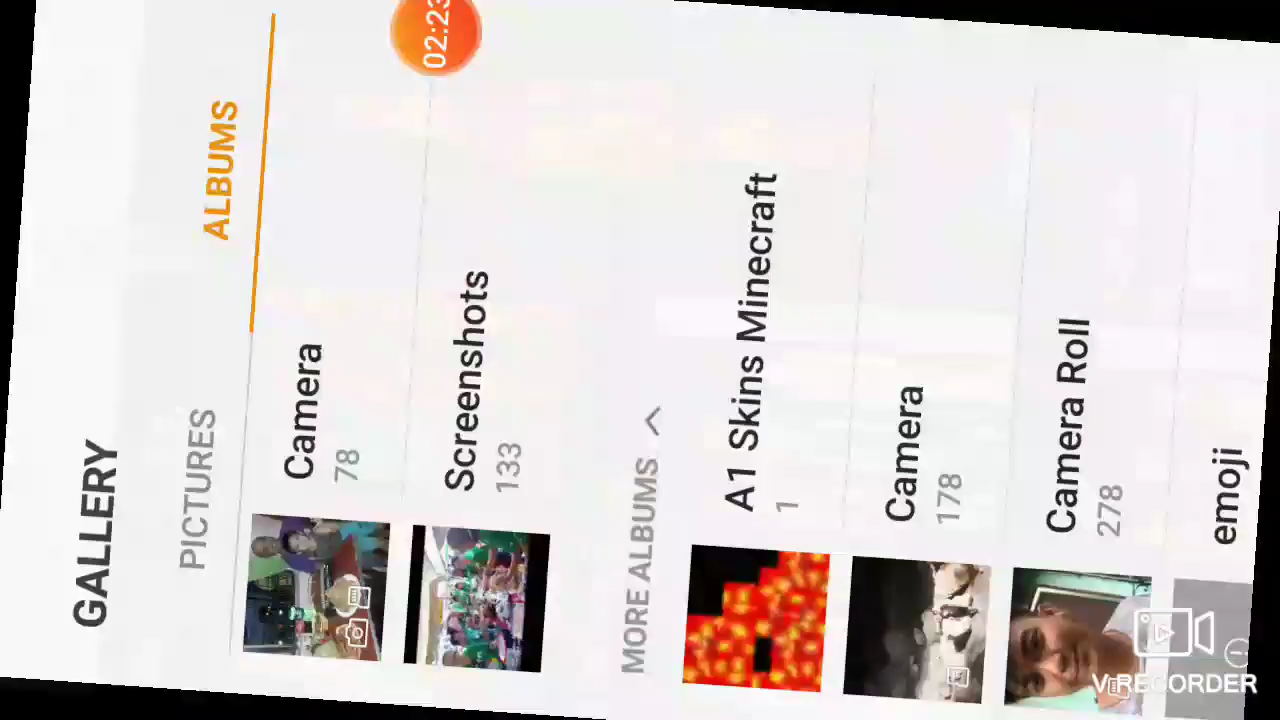 GALLERY
PICTURES
ALBUMS
02:23
Camera
78
Screenshots
133
MORE ALBUMS
A1 Skins Minecraft
1
Camera
178
Camera Roll
278
emoji
V RECORDER